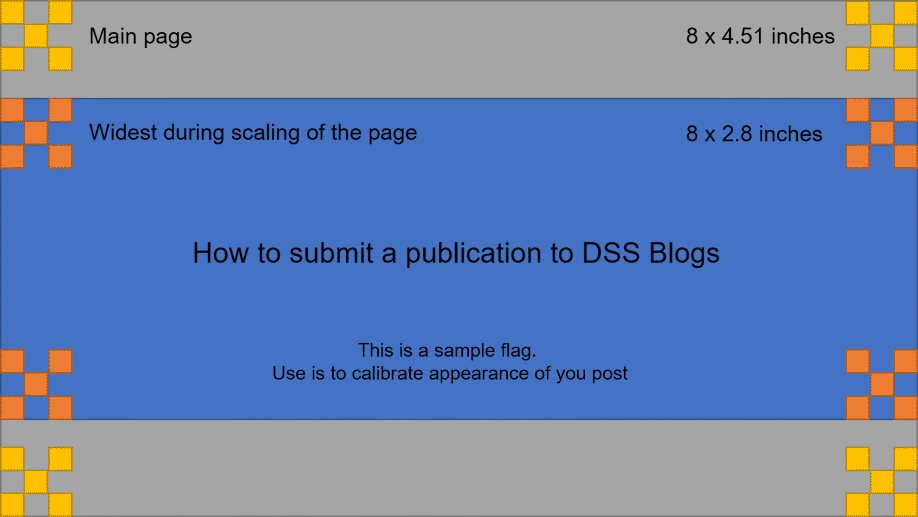 Main page
8 x 4.51 inches
Widest during scaling of the page
8 x 2.8 inches
How to submit a publication to DSS Blogs
This is a sample flag.
Use is to calibrate appearance of you post